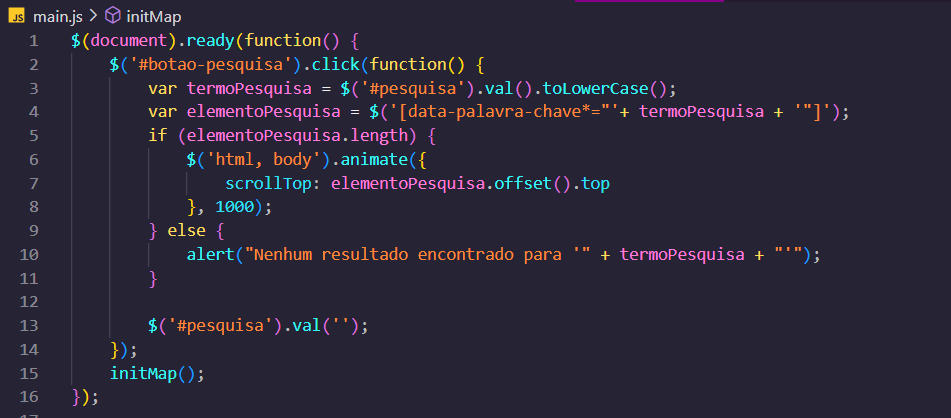 JS main.js > initMap
1 $(document).ready(function() {
2     $('#botao-pesquisa').click(function() {
3         var termoPesquisa = $('#pesquisa').val().toLowerCase();
4         var elementoPesquisa = $('[data-palavra-chave*="'+ termoPesquisa + '"]');
5         if (elementoPesquisa.length) {
6             $('html, body').animate({
7                 scrollTop: elementoPesquisa.offset().top
8             }, 1000);
9         } else {
10             alert("Nenhum resultado encontrado para '" + termoPesquisa + "'");
11         }
12
13         $('#pesquisa').val('');
14     });
15     initMap();
16 });
17